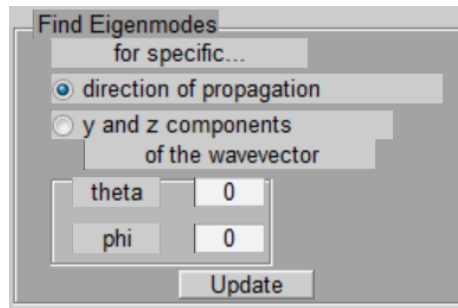 Find Eigenmodes
for specific...
direction of propagation
y and z components
of the wavevector
theta 0
phi 0
Update